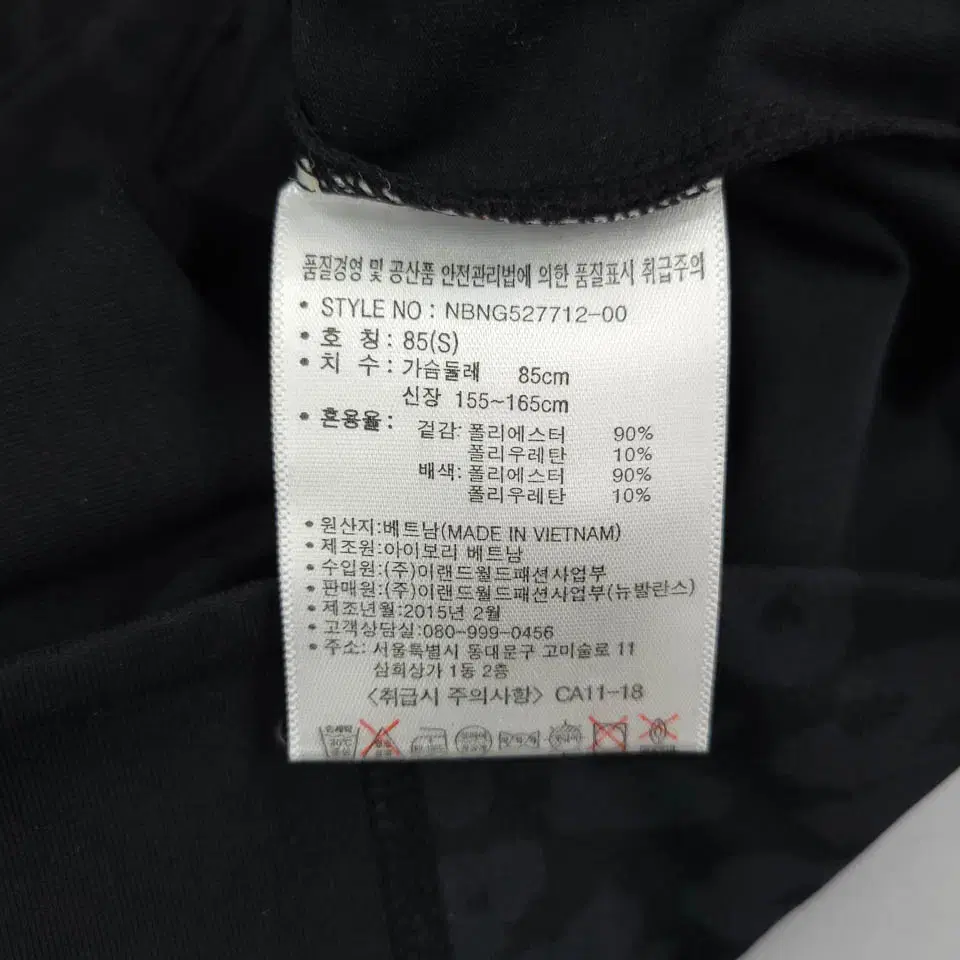 품질경영 및 공산품 안전관리법에 의한 품질표시 취급주의
• STYLE NO : NBNG527712-00
• 호 칭 : 85(S)
• 치 수 : 가슴둘레 85cm
신장 155~165cm
• 혼용율 : 겉감: 폴리에스터 90%
폴리우레탄 10%
배색: 폴리에스터 90%
폴리우레탄 10%
• 원산지:베트남(MADE IN VIETNAM)
• 제조원:아이보리 베트남
• 수입원:(주)이랜드월드패션사업부
• 판매원:(주)이랜드월드패션사업부(뉴발란스)
• 제조년월:2015년 2월
• 고객상담실:080-999-0456
• 주소: 서울특별시 동대문구 고미술로 11
삼희상가 1동 2층
〈취급시 주의사항〉 CA11-18